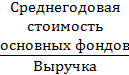 Среднегодовая
стоимость
основных фондов
Выручка